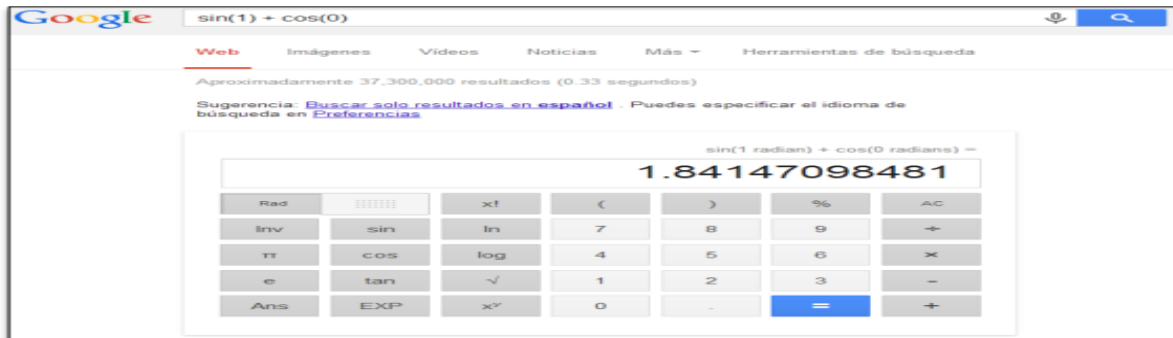 Google sin(1) + cos(0)
Web Imágenes Vídeos Noticias Más Herramientas de búsqueda
Aproximadamente 37,300,000 resultados (0.33 segundos)
Sugerencia: Buscar solo resultados en español . Puedes especificar el idioma de
búsqueda en Preferencias
sin(1 radian) + cos(0 radians) =
1.84147098481
Rad x! ( ) % AC
Inv sin ln 7 8 9 ÷
π cos log 4 5 6 ×
e tan √ 1 2 3 -
Ans EXP xʸ 0 . = +